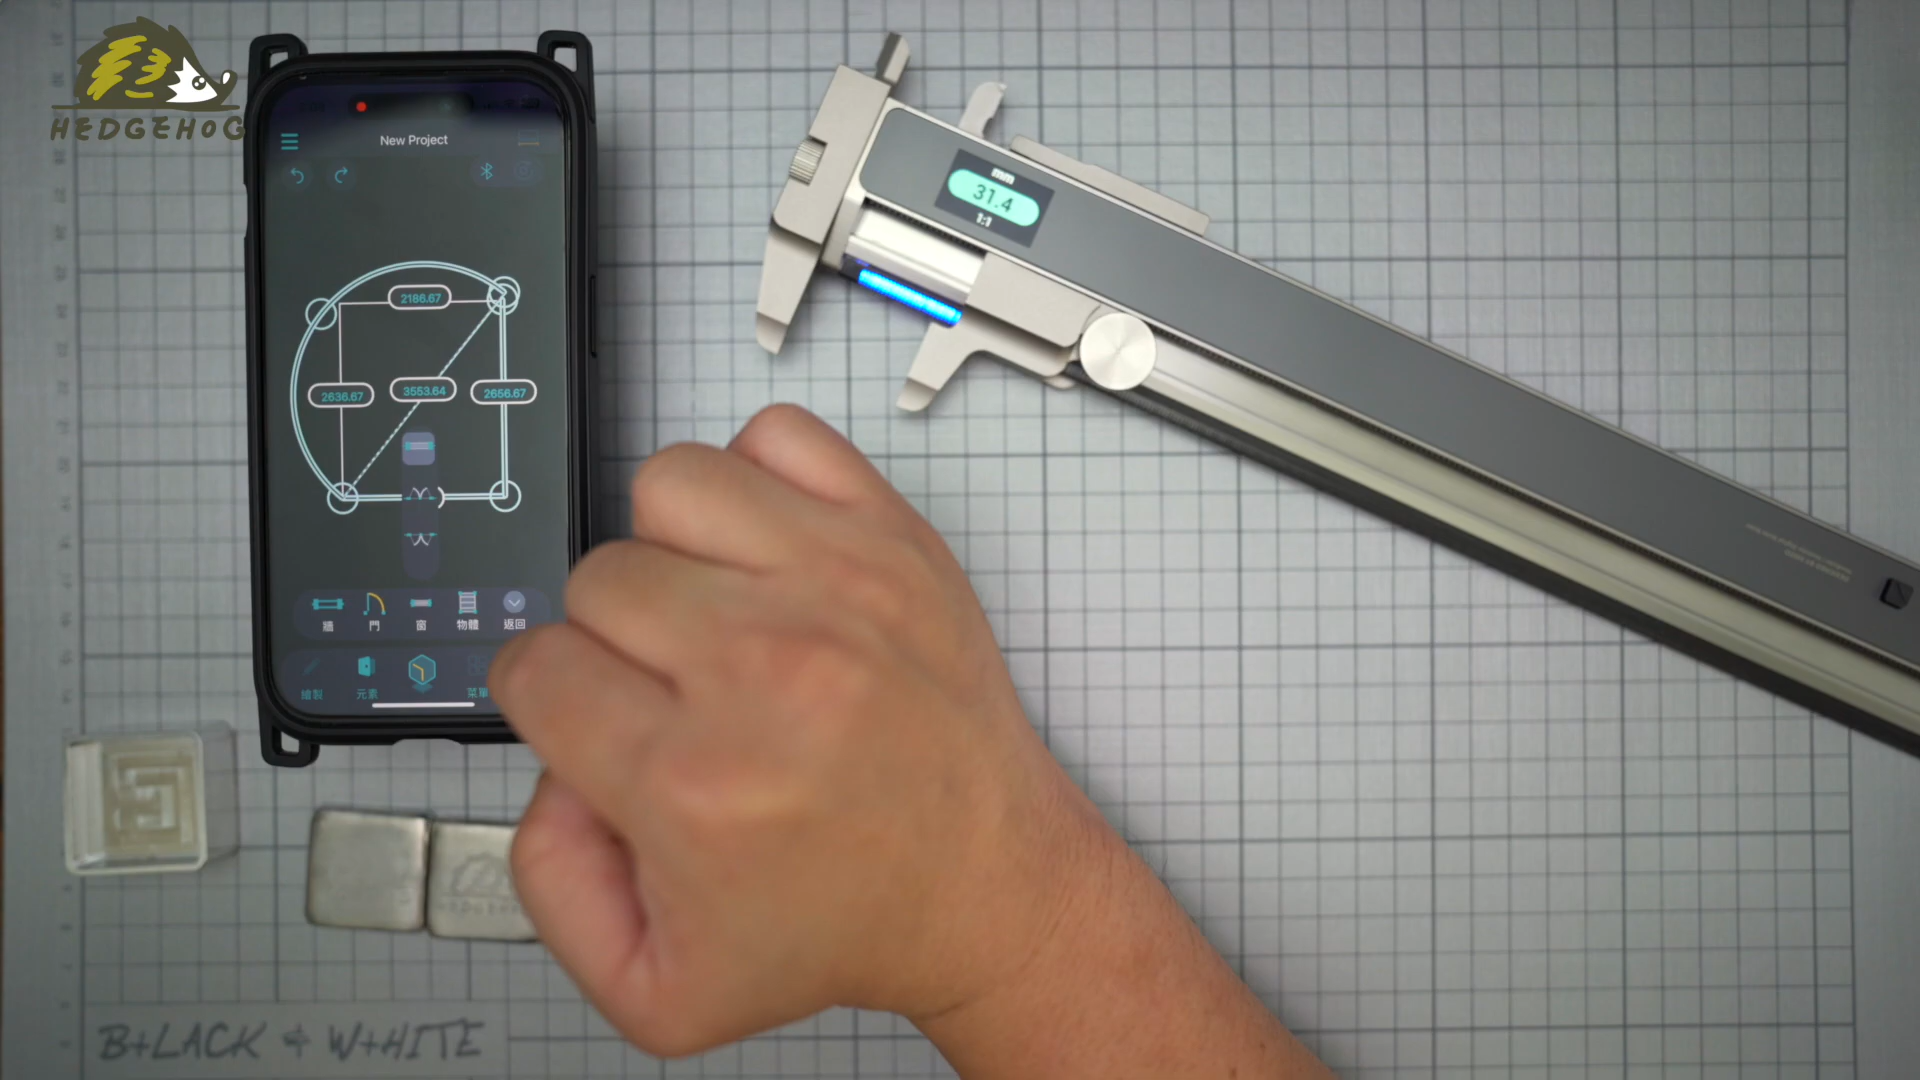 HEDGEHOG
New Project
2186.67
2636.67
3553.64
2656.67
牆
門
窗
物體
返回
繪製
元素
菜單
mm
31.4
1:1
B+LACK & W+HITE